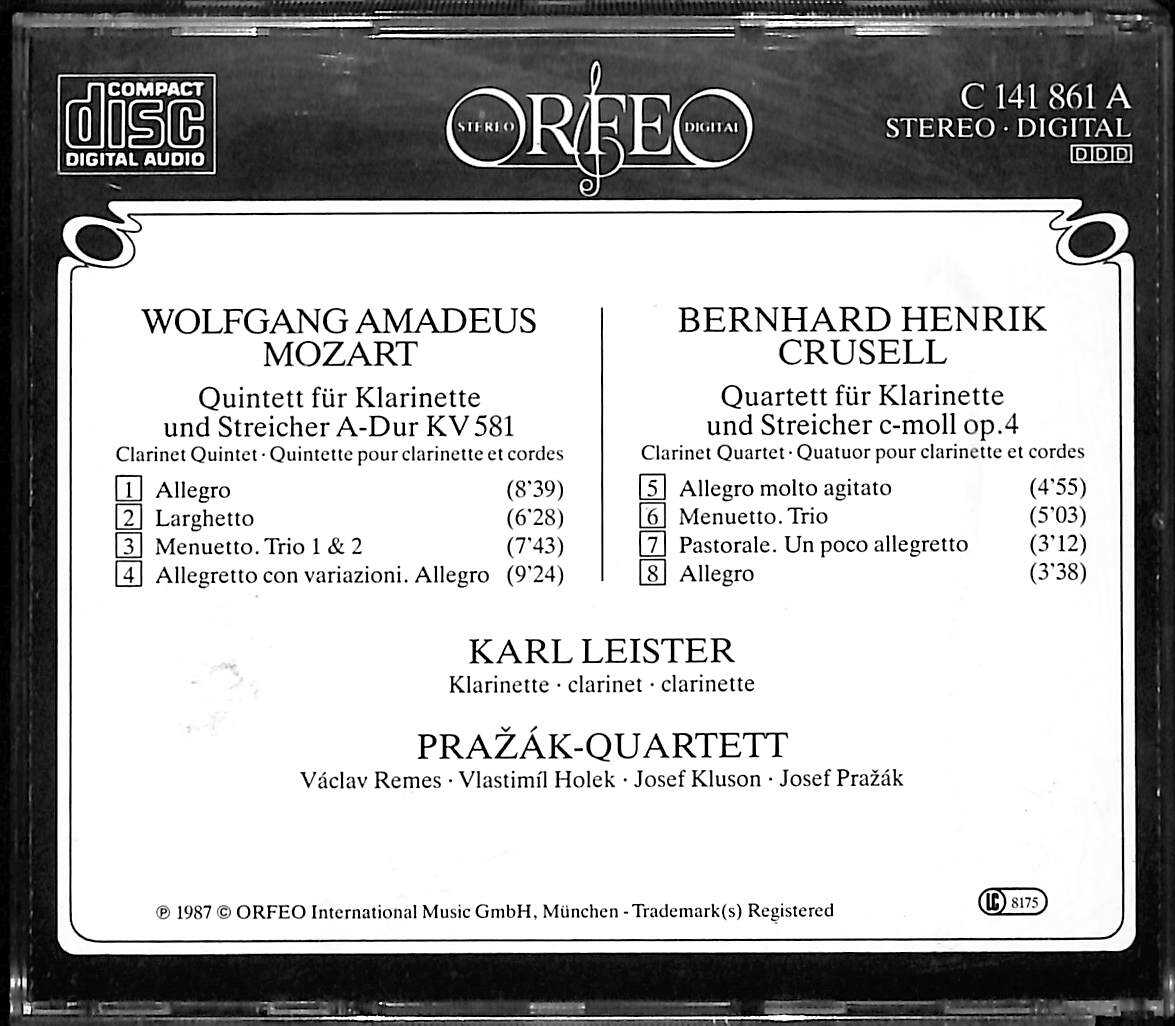 COMPACT
disc
DIGITAL AUDIO
STEREO ORFEO DIGITAL
C 141 861 A
STEREO · DIGITAL
DDD
WOLFGANG AMADEUS
MOZART
Quintett für Klarinette
und Streicher A-Dur KV 581
Clarinet Quintet · Quintette pour clarinette et cordes
1 Allegro (8'39)
2 Larghetto (6'28)
3 Menuetto. Trio 1 & 2 (7'43)
4 Allegretto con variazioni. Allegro (9'24)
BERNHARD HENRIK
CRUSELL
Quartett für Klarinette
und Streicher c-moll op.4
Clarinet Quartet · Quatuor pour clarinette et cordes
5 Allegro molto agitato (4'55)
6 Menuetto. Trio (5'03)
7 Pastorale. Un poco allegretto (3'12)
8 Allegro (3'38)
KARL LEISTER
Klarinette · clarinet · clarinette
PRAŽÁK-QUARTETT
Václav Remes · Vlastimíl Holek · Josef Kluson · Josef Pražák
℗ 1987 © ORFEO International Music GmbH, München - Trademark(s) Registered
LC 8175